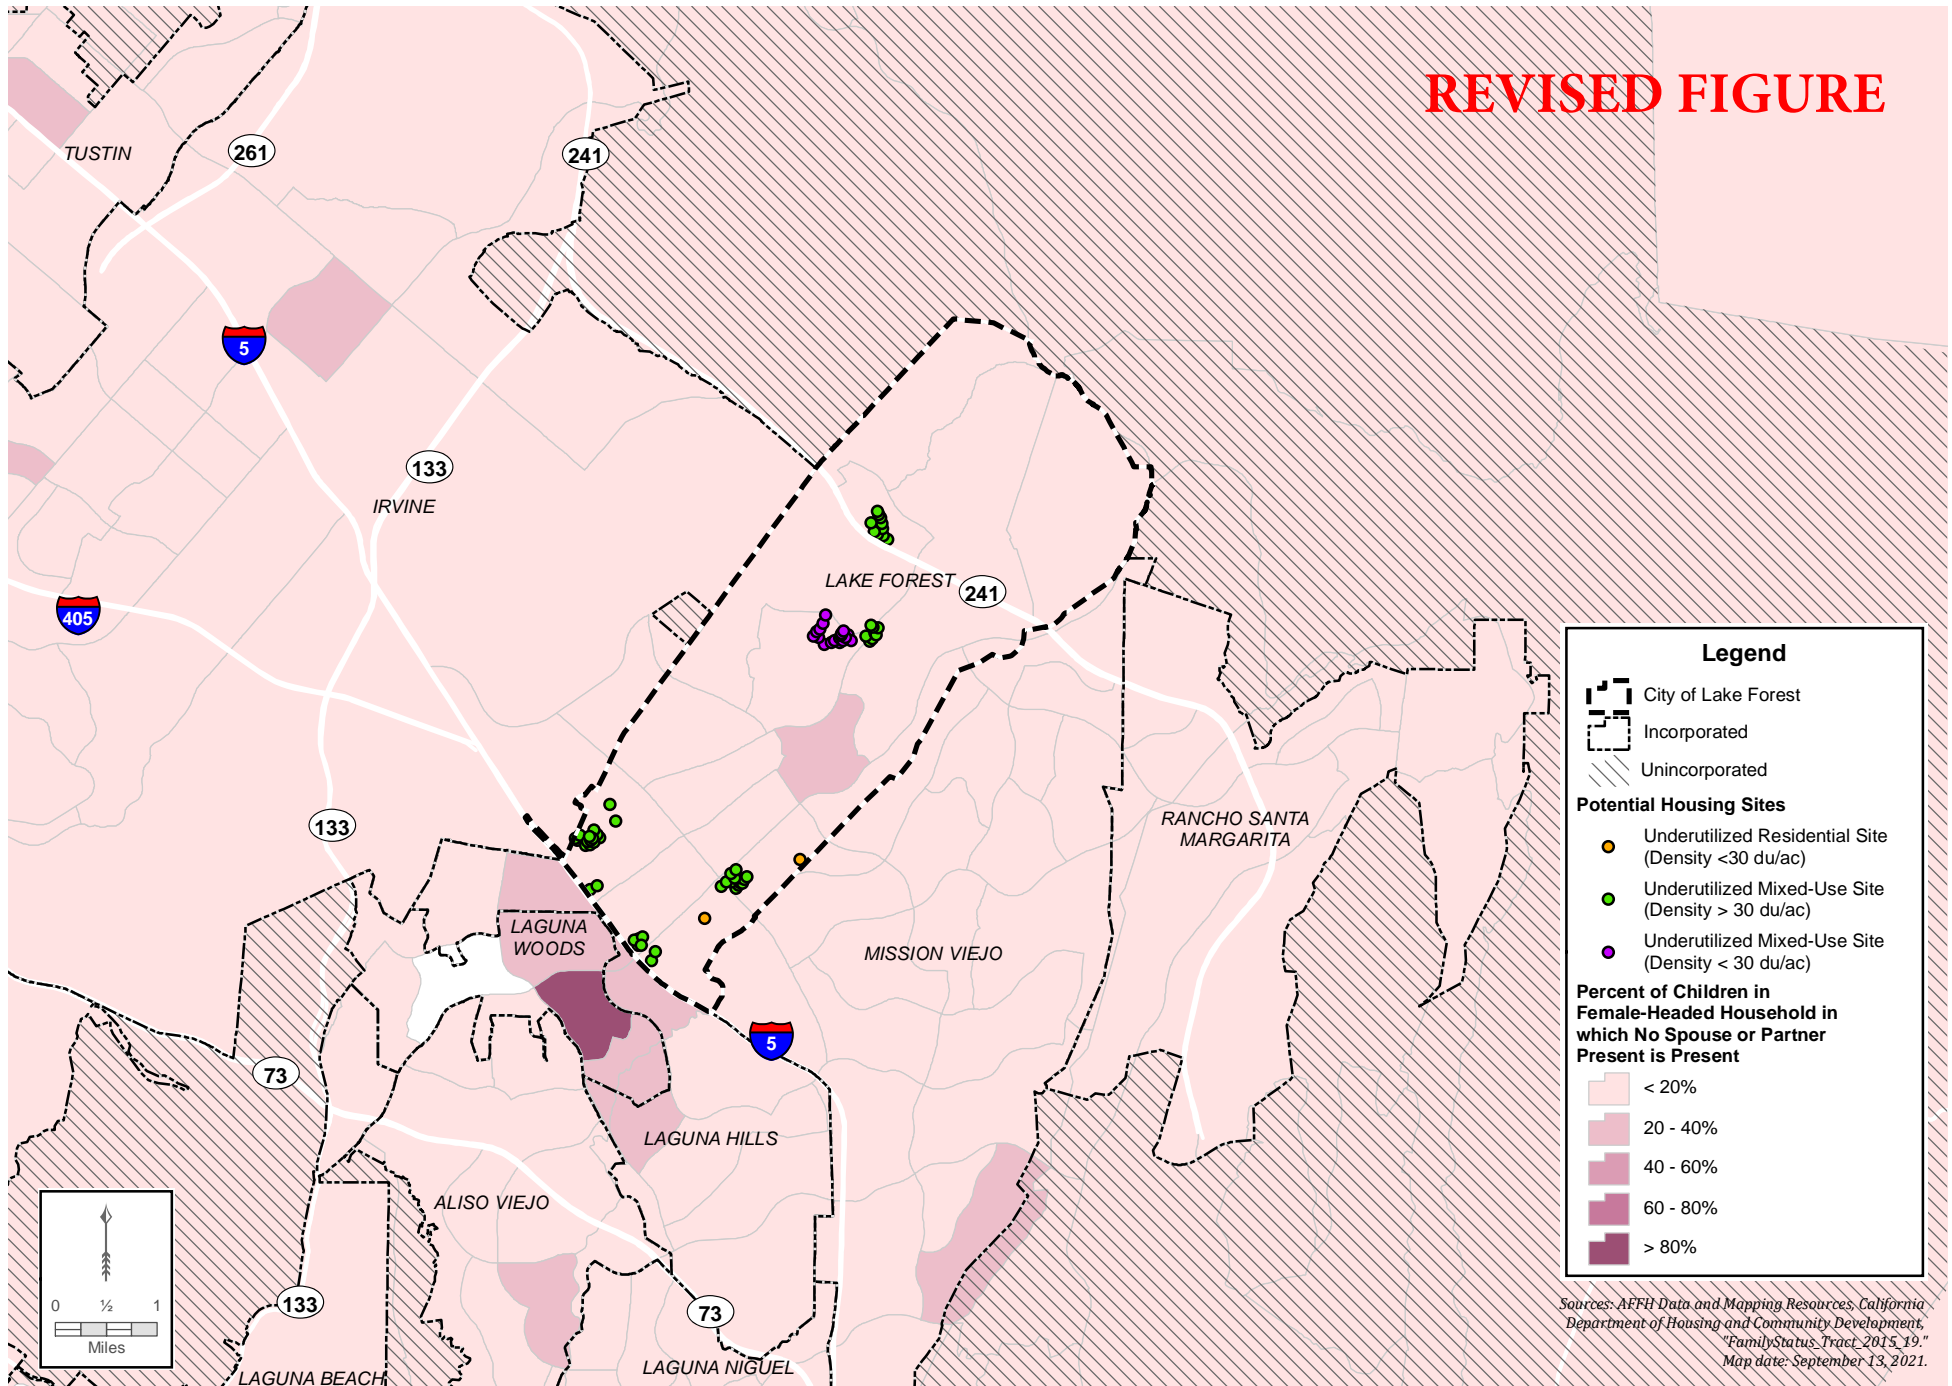 REVISED FIGURE
TUSTIN
261
241
5
133
IRVINE
405
LAKE FOREST
241
133
RANCHO SANTA
MARGARITA
LAGUNA
WOODS
MISSION VIEJO
5
73
LAGUNA HILLS
ALISO VIEJO
133
73
LAGUNA NIGUEL
LAGUNA BEACH
0 ½ 1
Miles
Legend
City of Lake Forest
Incorporated
Unincorporated
Potential Housing Sites
Underutilized Residential Site
(Density <30 du/ac)
Underutilized Mixed-Use Site
(Density > 30 du/ac)
Underutilized Mixed-Use Site
(Density < 30 du/ac)
Percent of Children in
Female-Headed Household in
which No Spouse or Partner
Present is Present
< 20%
20 - 40%
40 - 60%
60 - 80%
> 80%
Sources: AFFH Data and Mapping Resources, California
Department of Housing and Community Development,
"FamilyStatus_Tract_2015_19."
Map date: September 13, 2021.